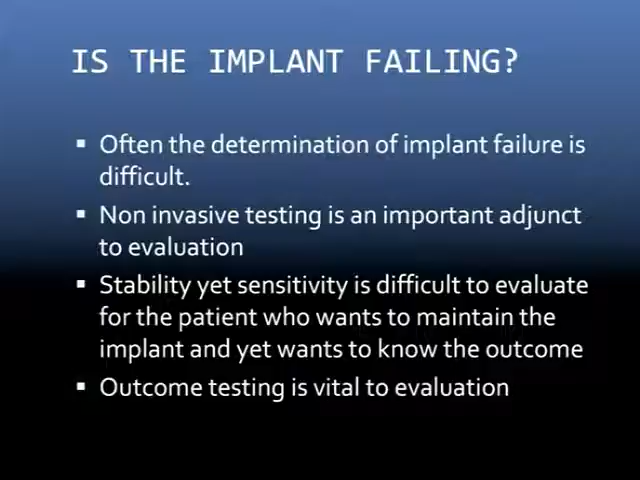 IS THE IMPLANT FAILING?
▪ Often the determination of implant failure is
difficult.
▪ Non invasive testing is an important adjunct
to evaluation
▪ Stability yet sensitivity is difficult to evaluate
for the patient who wants to maintain the
implant and yet wants to know the outcome
▪ Outcome testing is vital to evaluation